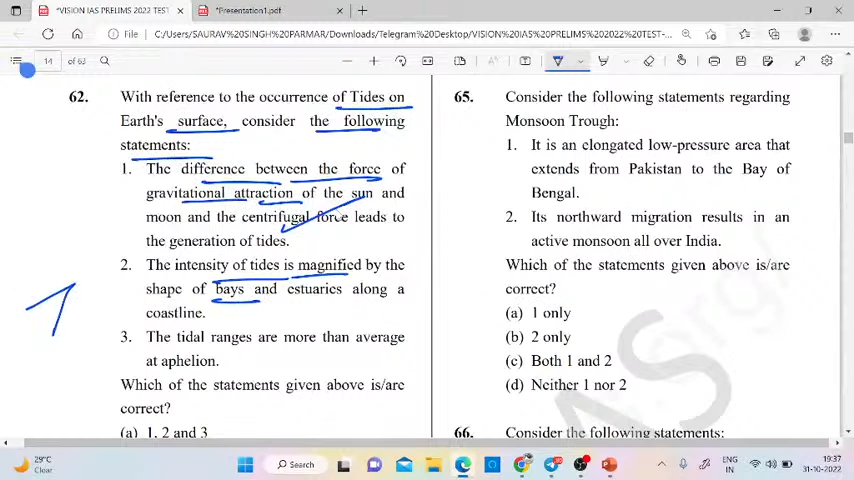 *VISION IAS PRELIMS 2022 TEST
*Presentation1.pdf
File
C:/Users/SAURAV%20SINGH%20PARMAR/Downloads/Telegram%20Desktop/VISION%20IAS%20PRELIMS%202022%20TEST-...
14 of 63
62. With reference to the occurrence of Tides on
Earth's surface, consider the following
statements:
1. The difference between the force of
gravitational attraction of the sun and
moon and the centrifugal force leads to
the generation of tides.
2. The intensity of tides is magnified by the
shape of bays and estuaries along a
coastline.
3. The tidal ranges are more than average
at aphelion.
Which of the statements given above is/are
correct?
(a) 1, 2 and 3
65. Consider the following statements regarding
Monsoon Trough:
1. It is an elongated low-pressure area that
extends from Pakistan to the Bay of
Bengal.
2. Its northward migration results in an
active monsoon all over India.
Which of the statements given above is/are
correct?
(a) 1 only
(b) 2 only
(c) Both 1 and 2
(d) Neither 1 nor 2
66. Consider the following statements:
29°C
Clear
Search
ENG
IN
19:37
31-10-2022